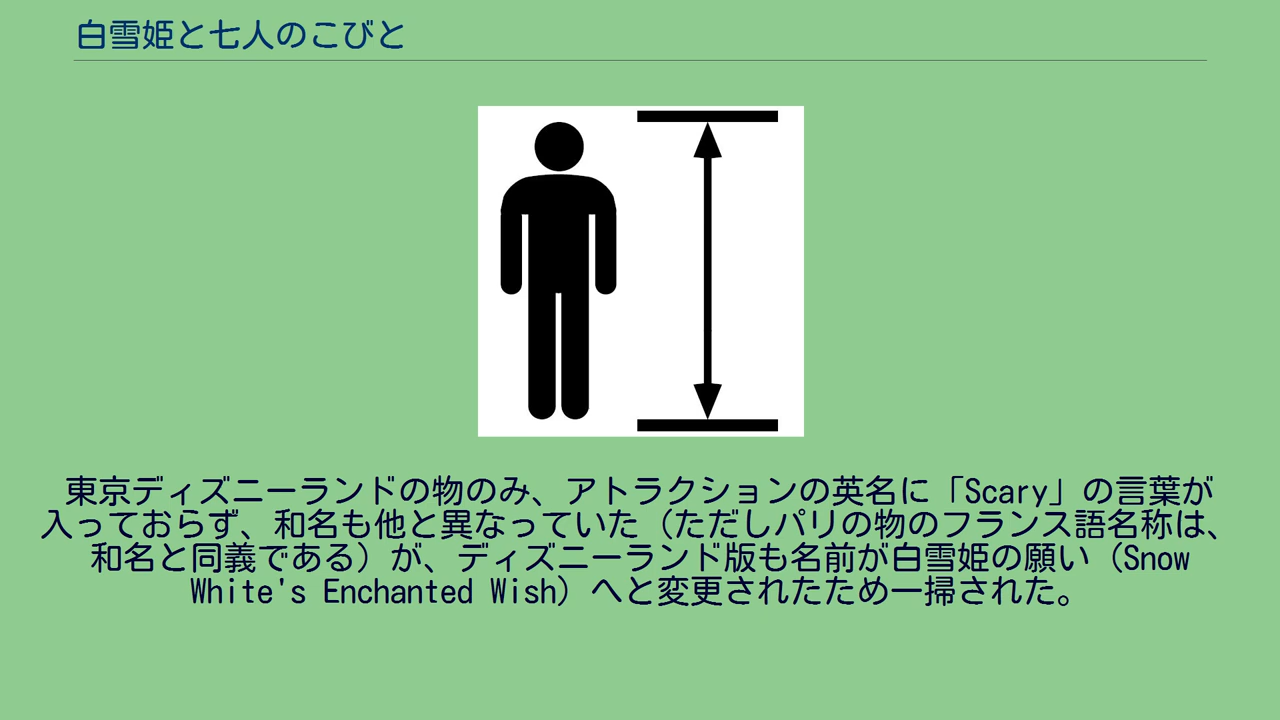 白雪姫と七人のこびと
東京ディズニーランドの物のみ、アトラクションの英名に「Scary」の言葉が
入っておらず、和名も他と異なっていた（ただしパリの物のフランス語名称は、
和名と同義である）が、ディズニーランド版も名前が白雪姫の願い（Snow
White's Enchanted Wish）へと変更されたため一掃された。